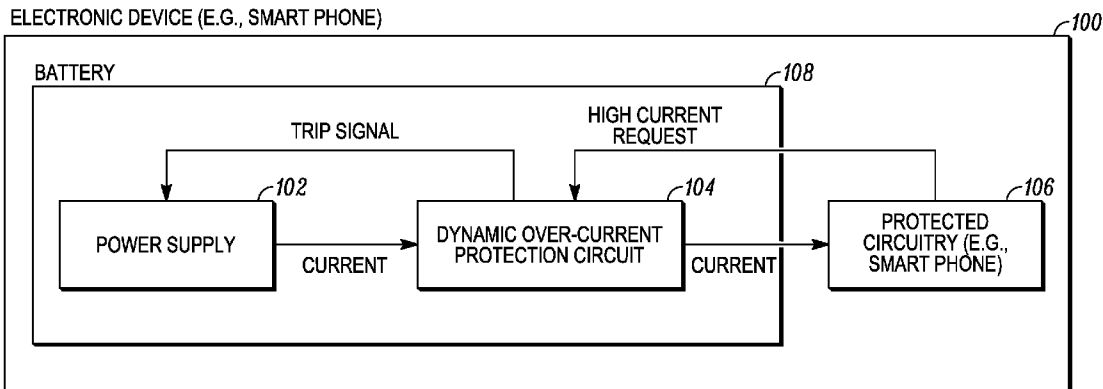 ELECTRONIC DEVICE (E.G., SMART PHONE)
100
BATTERY
108
TRIP SIGNAL
HIGH CURRENT
REQUEST
102
104
106
POWER SUPPLY
CURRENT
DYNAMIC OVER-CURRENT
PROTECTION CIRCUIT
CURRENT
PROTECTED
CIRCUITRY (E.G.,
SMART PHONE)